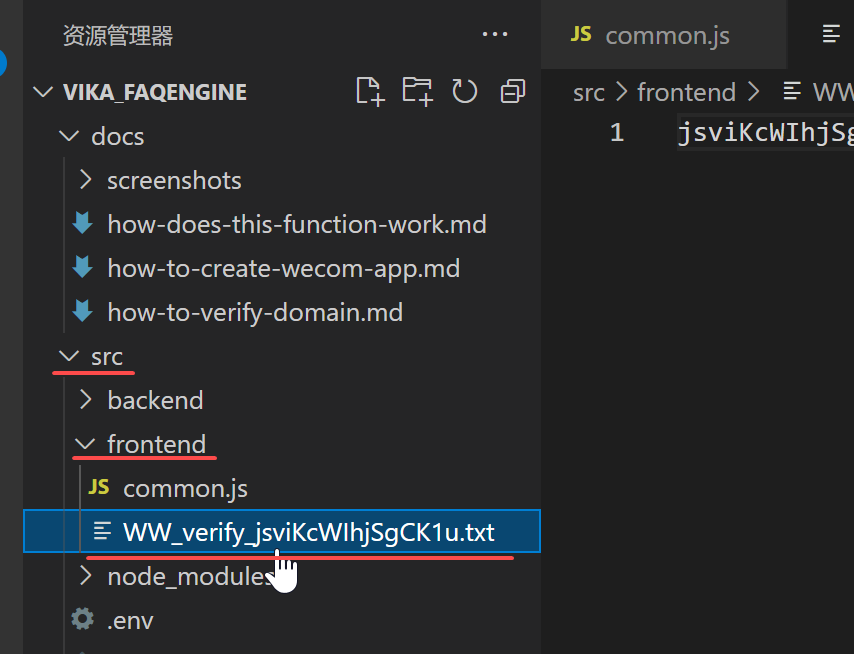 资源管理器
VIKA_FAQENGINE
docs
screenshots
how-does-this-function-work.md
how-to-create-wecom-app.md
how-to-verify-domain.md
src
backend
frontend
JS common.js
WW_verify_jsviKcWIhjSgCK1u.txt
node_modules
.env
JS common.js
src > frontend > WW
1 jsviKcWIhjSg